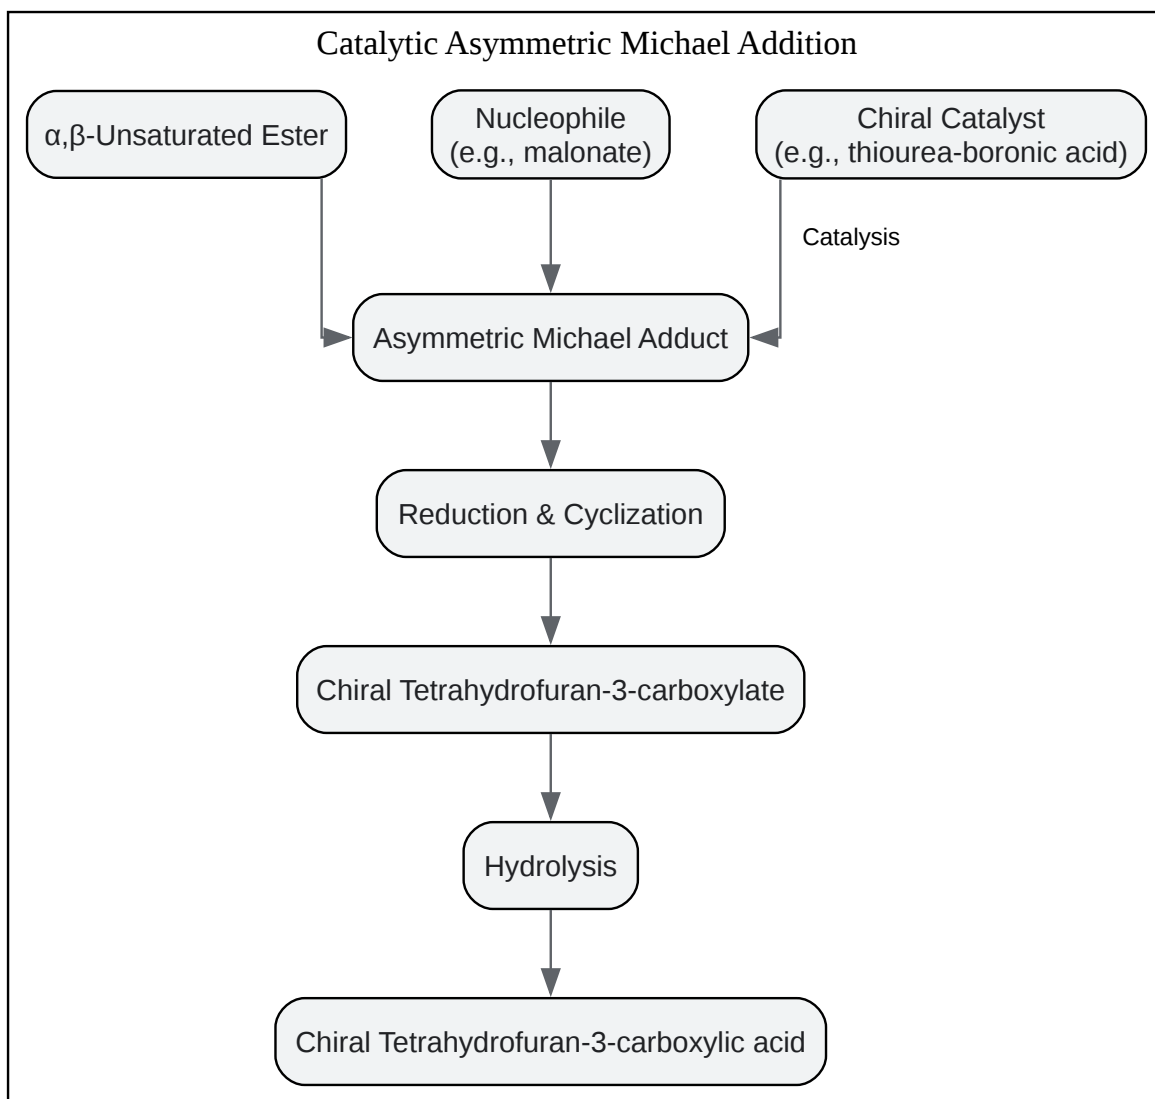 Catalytic Asymmetric Michael Addition
α,β-Unsaturated Ester
Nucleophile
(e.g., malonate)
Chiral Catalyst
(e.g., thiourea-boronic acid)
Catalysis
Asymmetric Michael Adduct
Reduction & Cyclization
Chiral Tetrahydrofuran-3-carboxylate
Hydrolysis
Chiral Tetrahydrofuran-3-carboxylic acid